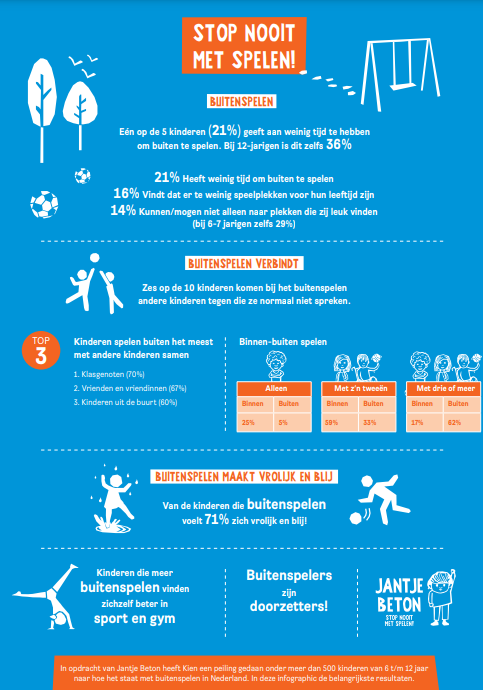 STOP NOOIT
MET SPELEN!
BUITENSPELEN
Eén op de 5 kinderen (21%) geeft aan weinig tijd te hebben
om buiten te spelen. Bij 12-jarigen is dit zelfs 36%
21% Heeft weinig tijd om buiten te spelen
16% Vindt dat er te weinig speelplekken voor hun leeftijd zijn
14% Kunnen/mogen niet alleen naar plekken die zij leuk vinden
(bij 6-7 jarigen zelfs 29%)
BUITENSPELEN VERBINDT
Zes op de 10 kinderen komen bij het buitenspelen
andere kinderen tegen die ze normaal niet spreken.
TOP
3
Kinderen spelen buiten het meest
met andere kinderen samen
1. Klasgenoten (70%)
2. Vrienden en vriendinnen (67%)
3. Kinderen uit de buurt (60%)
Binnen-buiten spelen
Alleen
Binnen Buiten
25% 5%
Met z'n tweeën
Binnen Buiten
59% 33%
Met drie of meer
Binnen Buiten
17% 62%
BUITENSPELEN MAAKT VROLIJK EN BLIJ
Van de kinderen die buitenspelen
voelt 71% zich vrolijk en blij!
Kinderen die meer
buitenspelen vinden
zichzelf beter in
sport en gym
Buitenspelers
zijn
doorzetters!
JANTJE
BETON
STOP NOOIT
MET SPELEN!
In opdracht van Jantje Beton heeft Kien een peiling gedaan onder meer dan 500 kinderen van 6 t/m 12 jaar
naar hoe het staat met buitenspelen in Nederland. In deze infographic de belangrijkste resultaten.